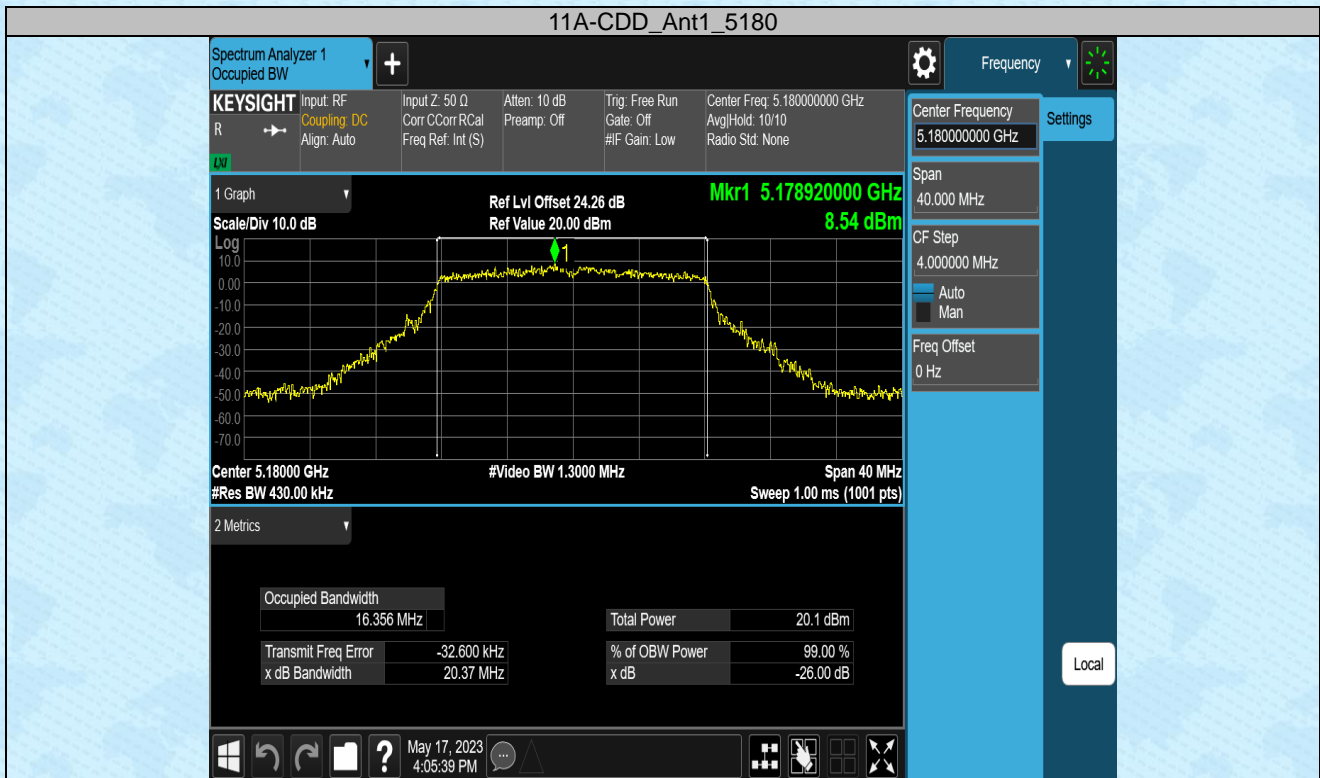 11A-CDD_Ant1_5180
Spectrum Analyzer 1
Occupied BW
+
Frequency
KEYSIGHT
R
LXI
Input: RF
Coupling: DC
Align: Auto
Input Z: 50 Ω
Corr CCorr RCal
Freq Ref: Int (S)
Atten: 10 dB
Preamp: Off
Trig: Free Run
Gate: Off
#IF Gain: Low
Center Freq: 5.180000000 GHz
Avg|Hold: 10/10
Radio Std: None
Center Frequency
5.180000000 GHz
Settings
Span
40.000 MHz
CF Step
4.000000 MHz
Auto
Man
Freq Offset
0 Hz
1 Graph
Scale/Div 10.0 dB
Ref Lvl Offset 24.26 dB
Ref Value 20.00 dBm
Mkr1 5.178920000 GHz
8.54 dBm
Log
1
10.0
0.00
-10.0
-20.0
-30.0
-40.0
-50.0
-60.0
-70.0
Center 5.18000 GHz
#Video BW 1.3000 MHz
Span 40 MHz
#Res BW 430.00 kHz
Sweep 1.00 ms (1001 pts)
2 Metrics
Occupied Bandwidth
16.356 MHz
Total Power 20.1 dBm
Transmit Freq Error -32.600 kHz
% of OBW Power 99.00 %
x dB Bandwidth 20.37 MHz
x dB -26.00 dB
Local
?
May 17, 2023
4:05:39 PM